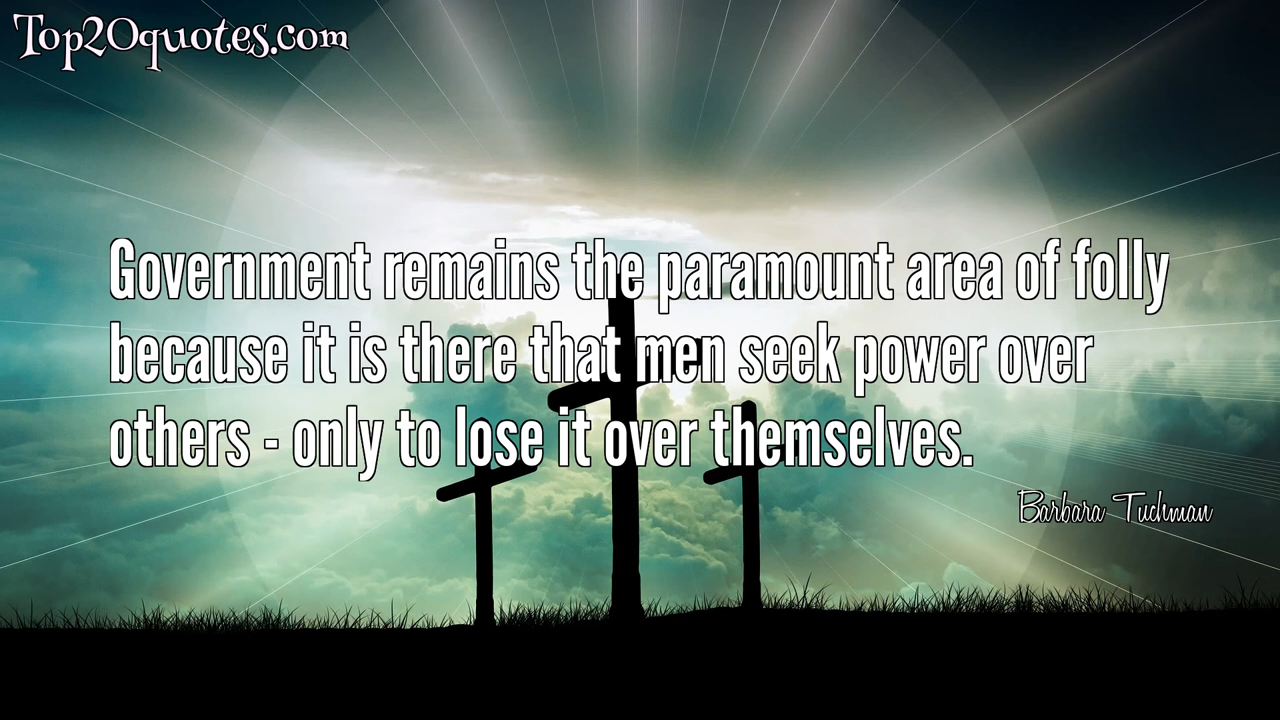 Top20quotes.com
Government remains the paramount area of folly
because it is there that men seek power over
others - only to lose it over themselves.
Barbara Tuchman